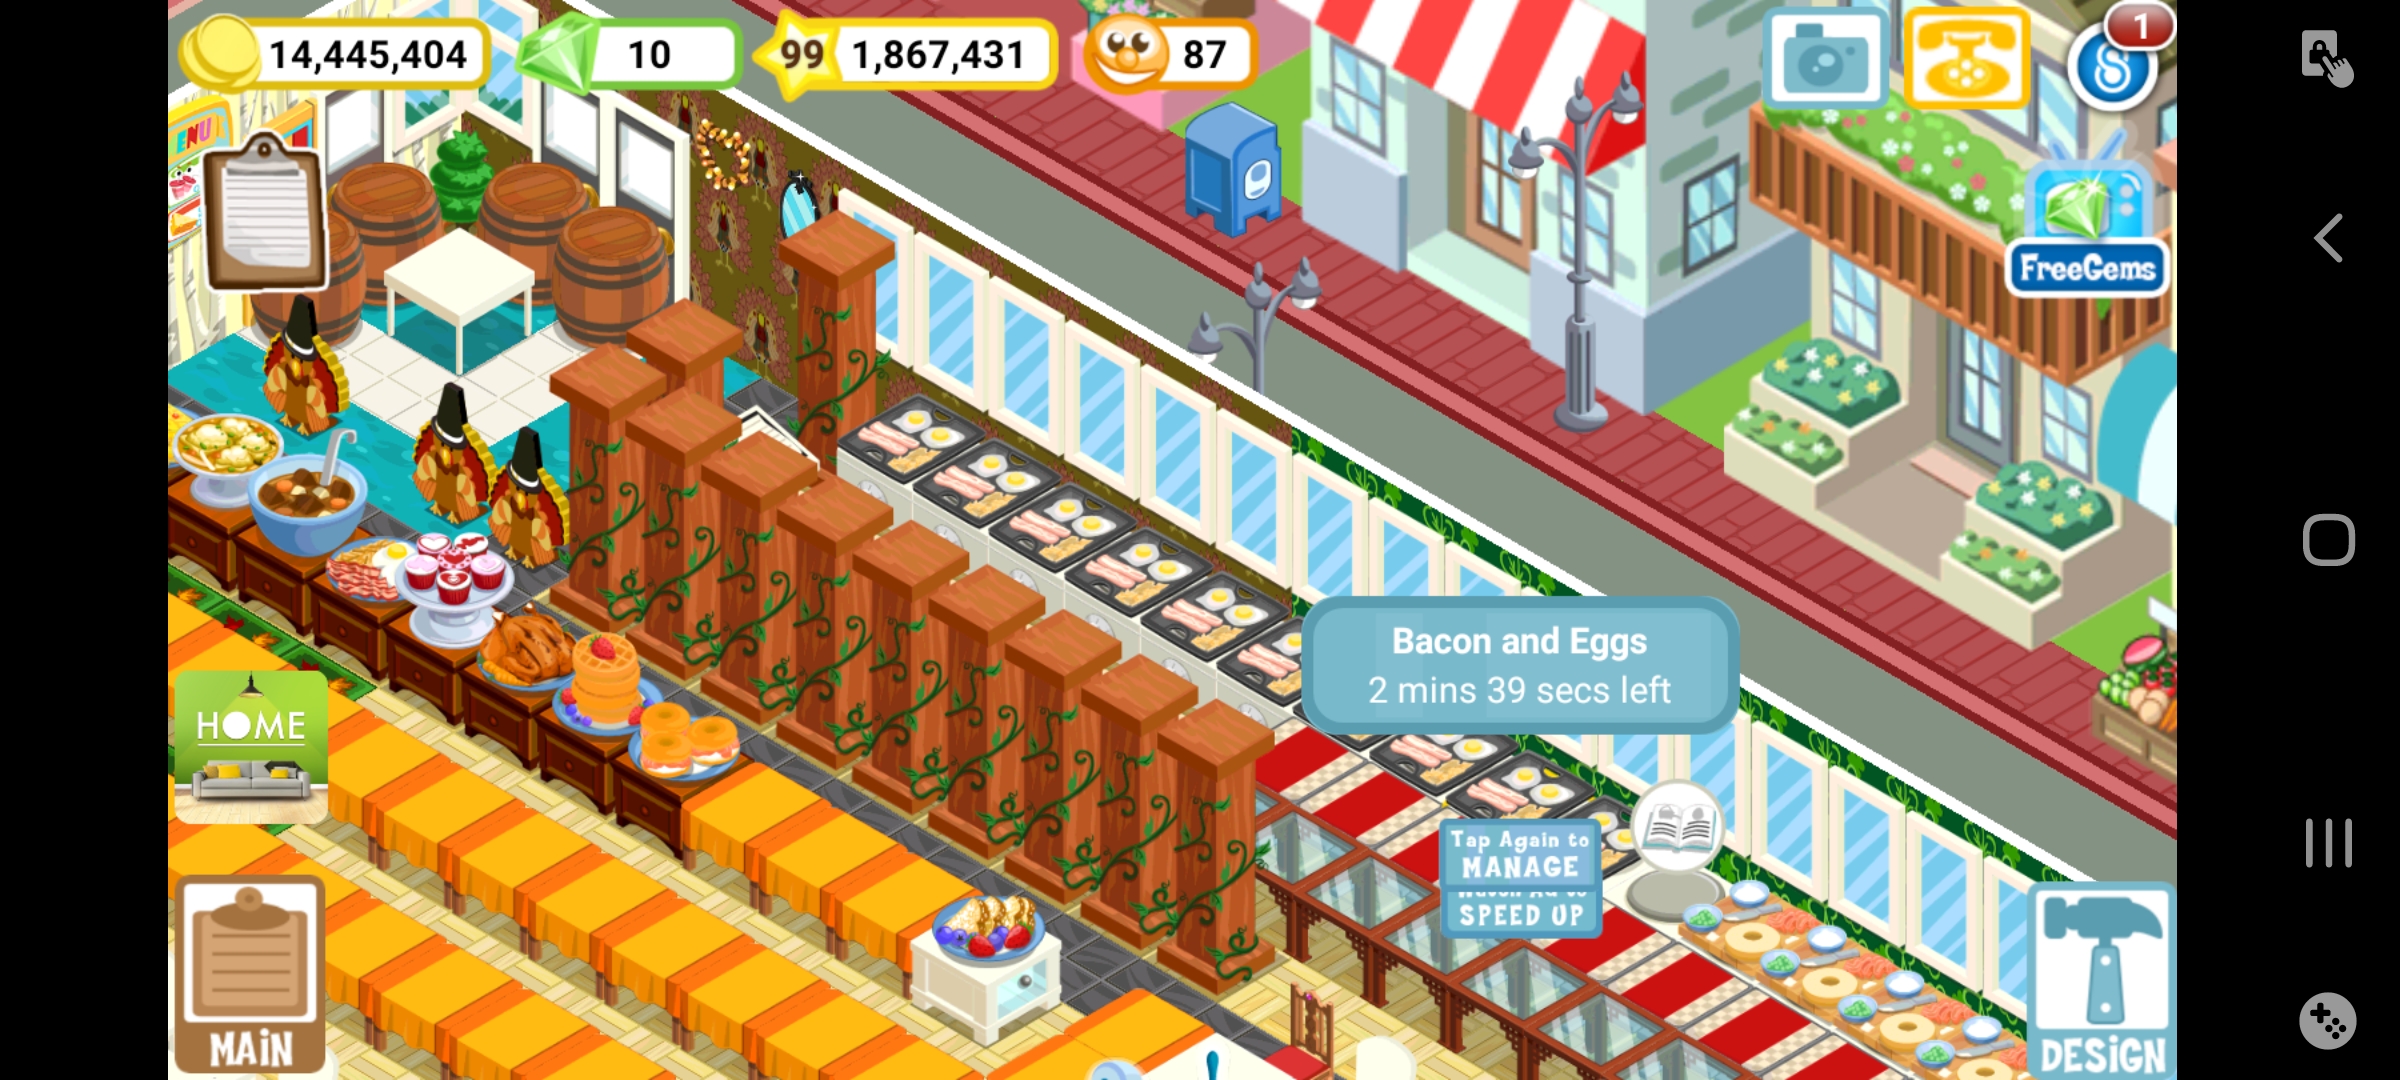 14,445,404
10
99
1,867,431
87
1
ENU
FreeGems
Bacon and Eggs
2 mins 39 secs left
HOME
Tap Again to
MANAGE
SPEED UP
MAiN
DESiGN